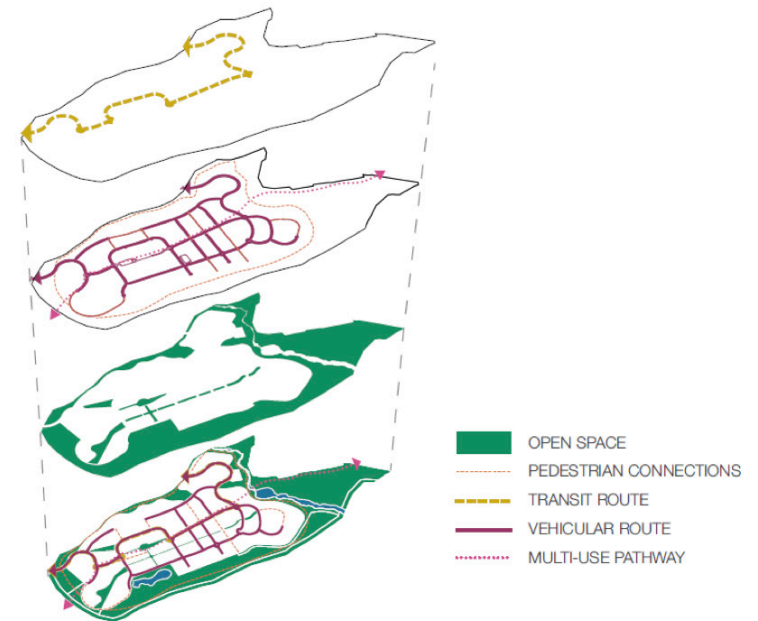 OPEN SPACE
PEDESTRIAN CONNECTIONS
TRANSIT ROUTE
VEHICULAR ROUTE
MULTI-USE PATHWAY